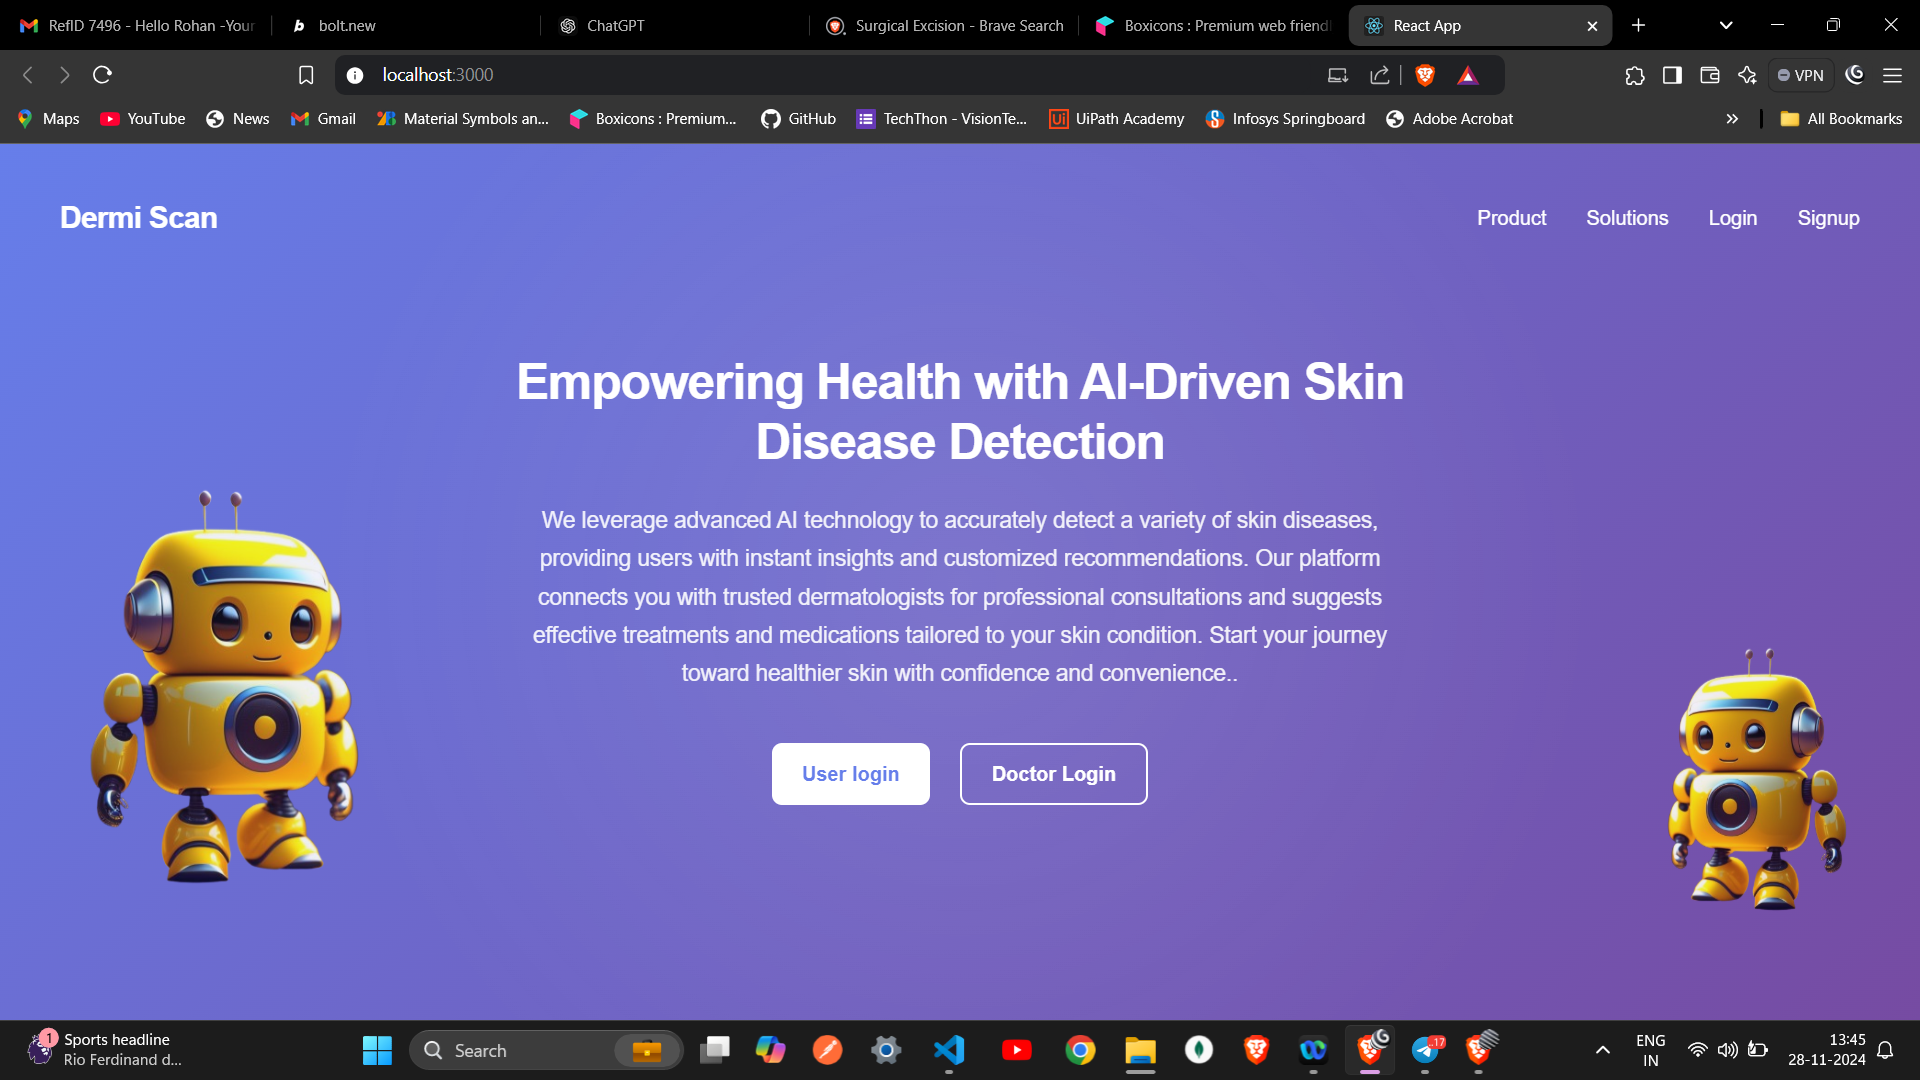 RefID 7496 - Hello Rohan -Your
bolt.new
ChatGPT
Surgical Excision - Brave Search
Boxicons : Premium web friendl
React App
localhost:3000
VPN
Maps
YouTube
News
Gmail
Material Symbols an...
Boxicons : Premium...
GitHub
TechThon - VisionTe...
Ui
UiPath Academy
Infosys Springboard
Adobe Acrobat
All Bookmarks
Dermi Scan
Product
Solutions
Login
Signup
Empowering Health with AI-Driven Skin
Disease Detection
We leverage advanced AI technology to accurately detect a variety of skin diseases,
providing users with instant insights and customized recommendations. Our platform
connects you with trusted dermatologists for professional consultations and suggests
effective treatments and medications tailored to your skin condition. Start your journey
toward healthier skin with confidence and convenience..
User login
Doctor Login
1
Sports headline
Rio Ferdinand d...
Search
..17
ENG
IN
13:45
28-11-2024